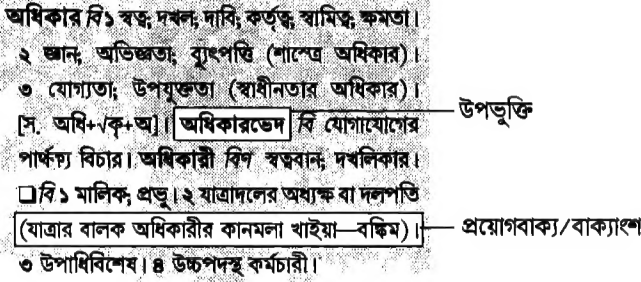 অধিকার বি১ স্বত্ব; দখল; দাবি; কর্তৃত্ব; স্বামিত্ব; ক্ষমতা।
২ জ্ঞান; অভিজ্ঞতা; ব্যুৎপত্তি (শাস্ত্রে অধিকার)।
৩ যোগ্যতা; উপযুক্ততা (স্বাধীনতার অধিকার)।
[স. অধি+√কৃ+অ]। অধিকারভেদ বি যোগাযোগের
উপভুক্তি
পার্থক্য বিচার। অধিকারী বিণ স্বত্ববান; দখলিকার।
❑বি১ মালিক; প্রভু। ২ যাত্রাদলের অধ্যক্ষ বা দলপতি
(যাত্রার বালক অধিকারীর কানমলা খাইয়া—বঙ্কিম)।
প্রয়োগবাক্য/বাক্যাংশ
৩ উপাধিবিশেষ। ৪ উচ্চপদস্থ কর্মচারী।